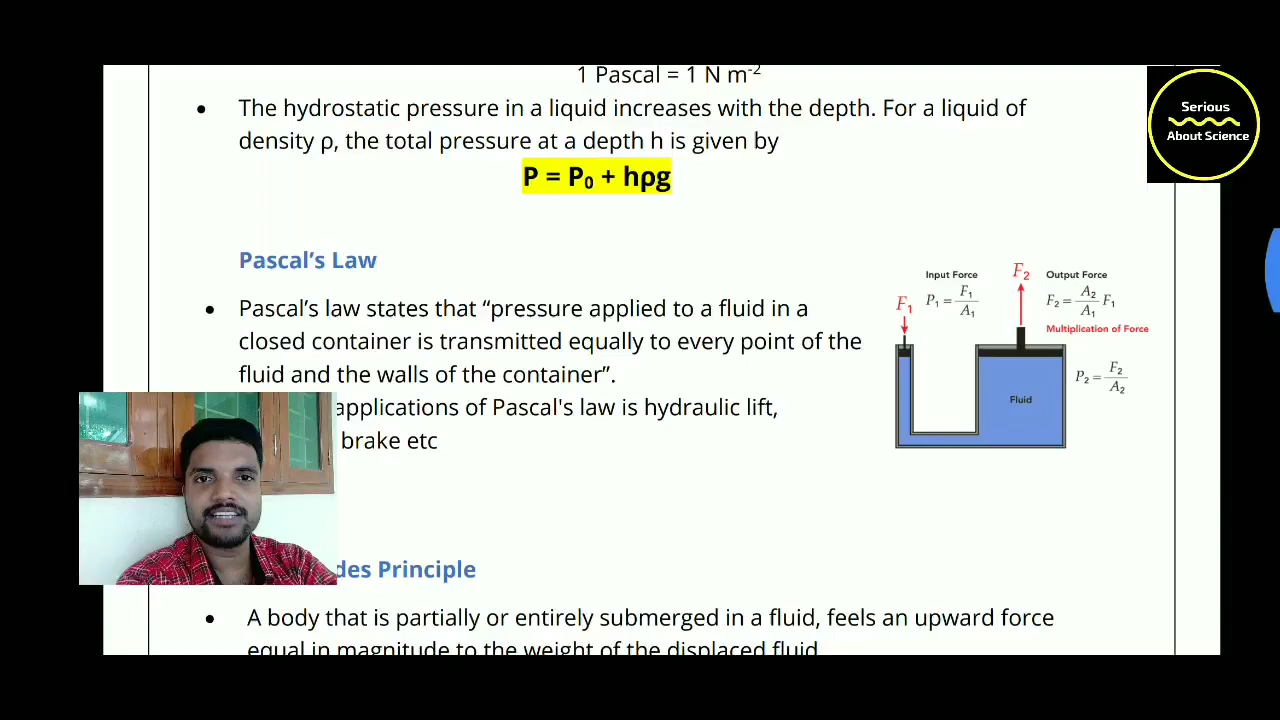 1 Pascal = 1 N m⁻²
• The hydrostatic pressure in a liquid increases with the depth. For a liquid of
density ρ, the total pressure at a depth h is given by
P = P₀ + hρg
Serious
About Science
Pascal’s Law
• Pascal’s law states that “pressure applied to a fluid in a
closed container is transmitted equally to every point of the
fluid and the walls of the container”.
applications of Pascal's law is hydraulic lift,
brake etc
Input Force
P₁ = F₁/A₁
F₁
F₂
Output Force
F₂ = A₂/A₁ F₁
Multiplication of Force
P₂ = F₂/A₂
Fluid
des Principle
• A body that is partially or entirely submerged in a fluid, feels an upward force
equal in magnitude to the weight of the displaced fluid